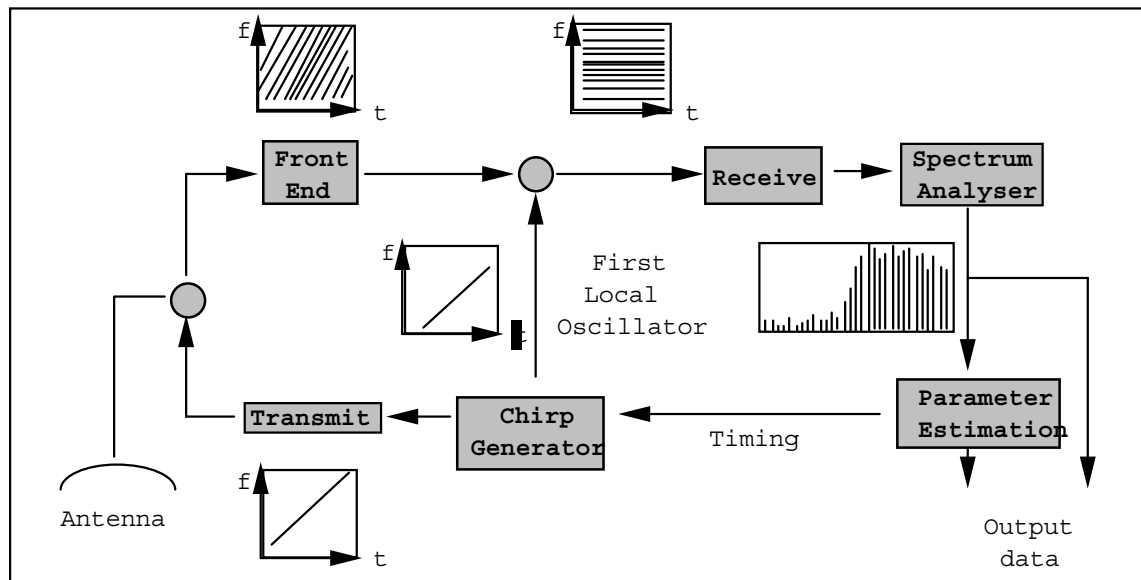 f
t
f
t
Front
End
Receive
Spectrum
Analyser
f
t
First
Local
Oscillator
Transmit
Chirp
Generator
Timing
Parameter
Estimation
f
t
Antenna
Output
data